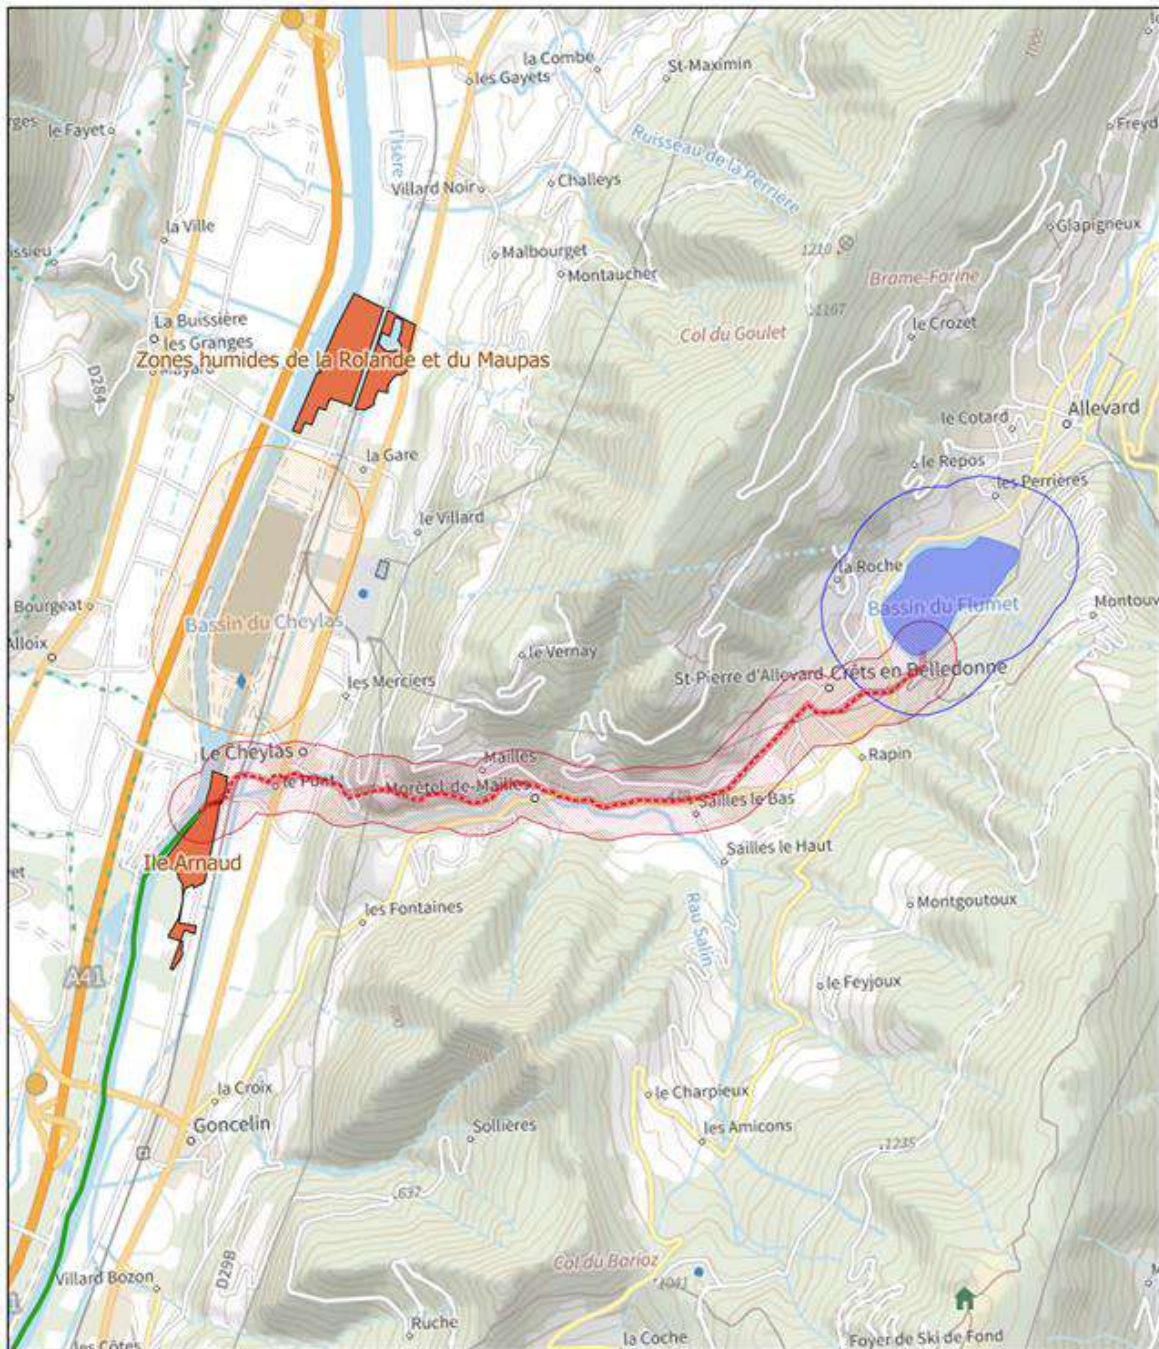 la Combe
St-Maximin
les Gayets
le Fayet
l'Isère
Ruisseau de la Perrière
Villard Noir
Challeys
la Ville
Malbourget
Montaucher
1210
Glapigneux
Brame-Farine
1167
Col du Goulet
le Crozet
La Buissière
les Granges
Zones humides de la Rolande et du Maupas
D284
Allevard
le Cotard
la Gare
le Repos
les Perrières
le Villard
la Roche
Bourgeat
Bassin du Cheylas
Bassin du Flumet
Alloix
le Vernay
St-Pierre d'Allevard
Crêts en Belledonne
les Merciers
Le Cheylas
Mailles
Rapin
Morêtel-de-Mailles
Sailles le Bas
Ile Arnaud
Sailles le Haut
les Fontaines
Rau Salin
Montgoutoux
A41
le Feyjoux
la Croix
le Charpieux
Goncelin
Sollières
les Amicons
1235
637
D29B
Col du Barioz
1041
Villard Bozon
Ruche
la Coche
Foyer de Ski de Fond
les Côtes